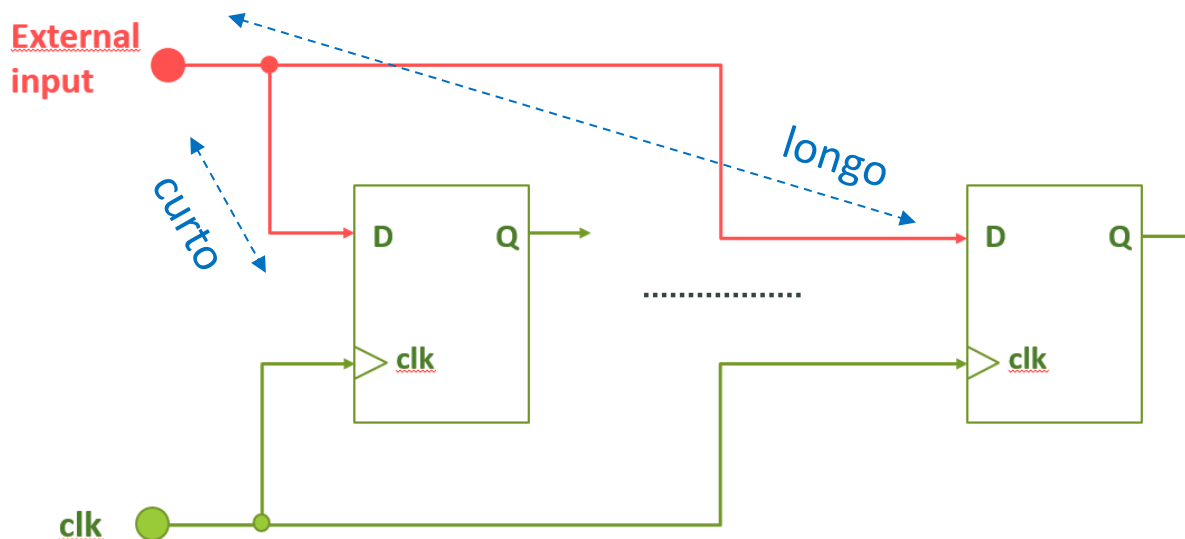 External
input
longo
curto
D
Q
D
Q
clk
clk
clk